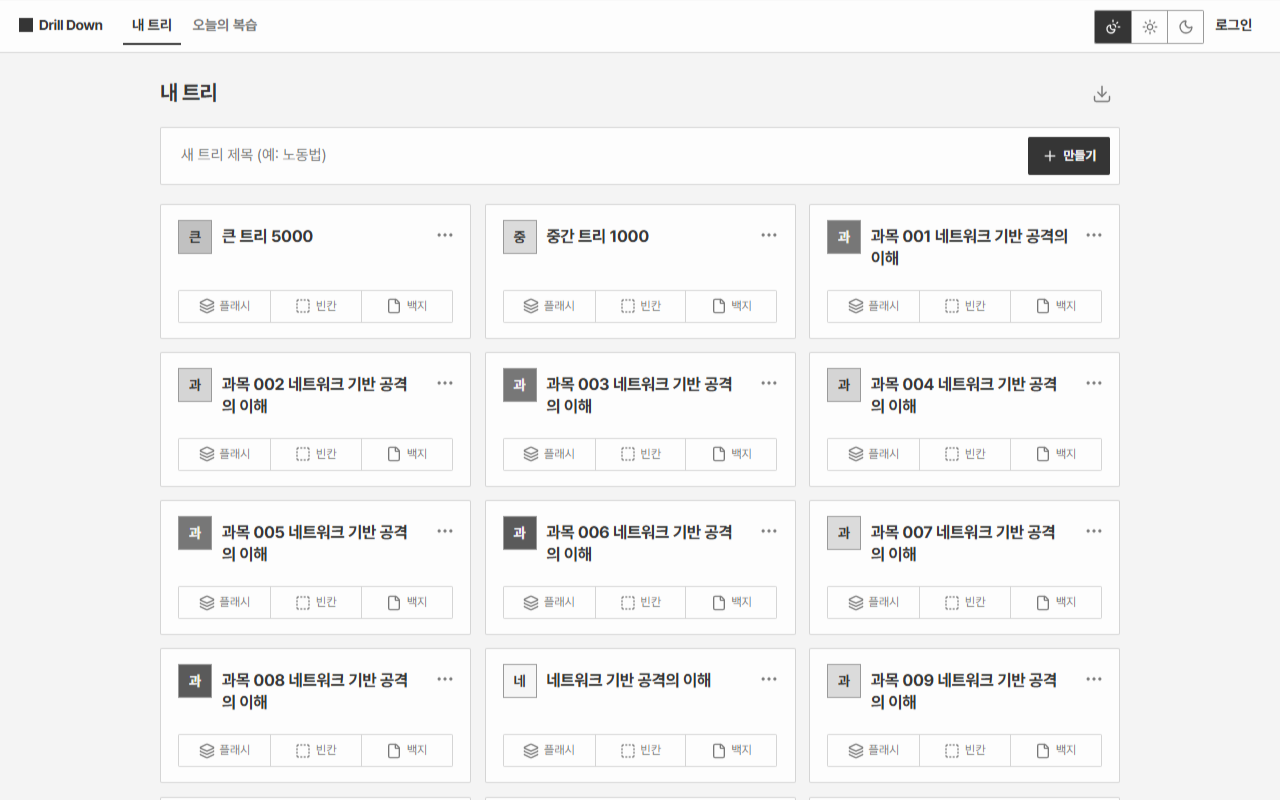 Drill Down 내 트리 오늘의 복습 로그인
내 트리
새 트리 제목 (예: 노동법) 만들기
큰 큰 트리 5000
플래시 빈칸 백지
중 중간 트리 1000
플래시 빈칸 백지
과 과목 001 네트워크 기반 공격의
이해
플래시 빈칸 백지
과 과목 002 네트워크 기반 공격
의 이해
플래시 빈칸 백지
과 과목 003 네트워크 기반 공격
의 이해
플래시 빈칸 백지
과 과목 004 네트워크 기반 공격
의 이해
플래시 빈칸 백지
과 과목 005 네트워크 기반 공격
의 이해
플래시 빈칸 백지
과 과목 006 네트워크 기반 공격
의 이해
플래시 빈칸 백지
과 과목 007 네트워크 기반 공격
의 이해
플래시 빈칸 백지
과 과목 008 네트워크 기반 공격
의 이해
플래시 빈칸 백지
네 네트워크 기반 공격의 이해
플래시 빈칸 백지
과 과목 009 네트워크 기반 공격
의 이해
플래시 빈칸 백지